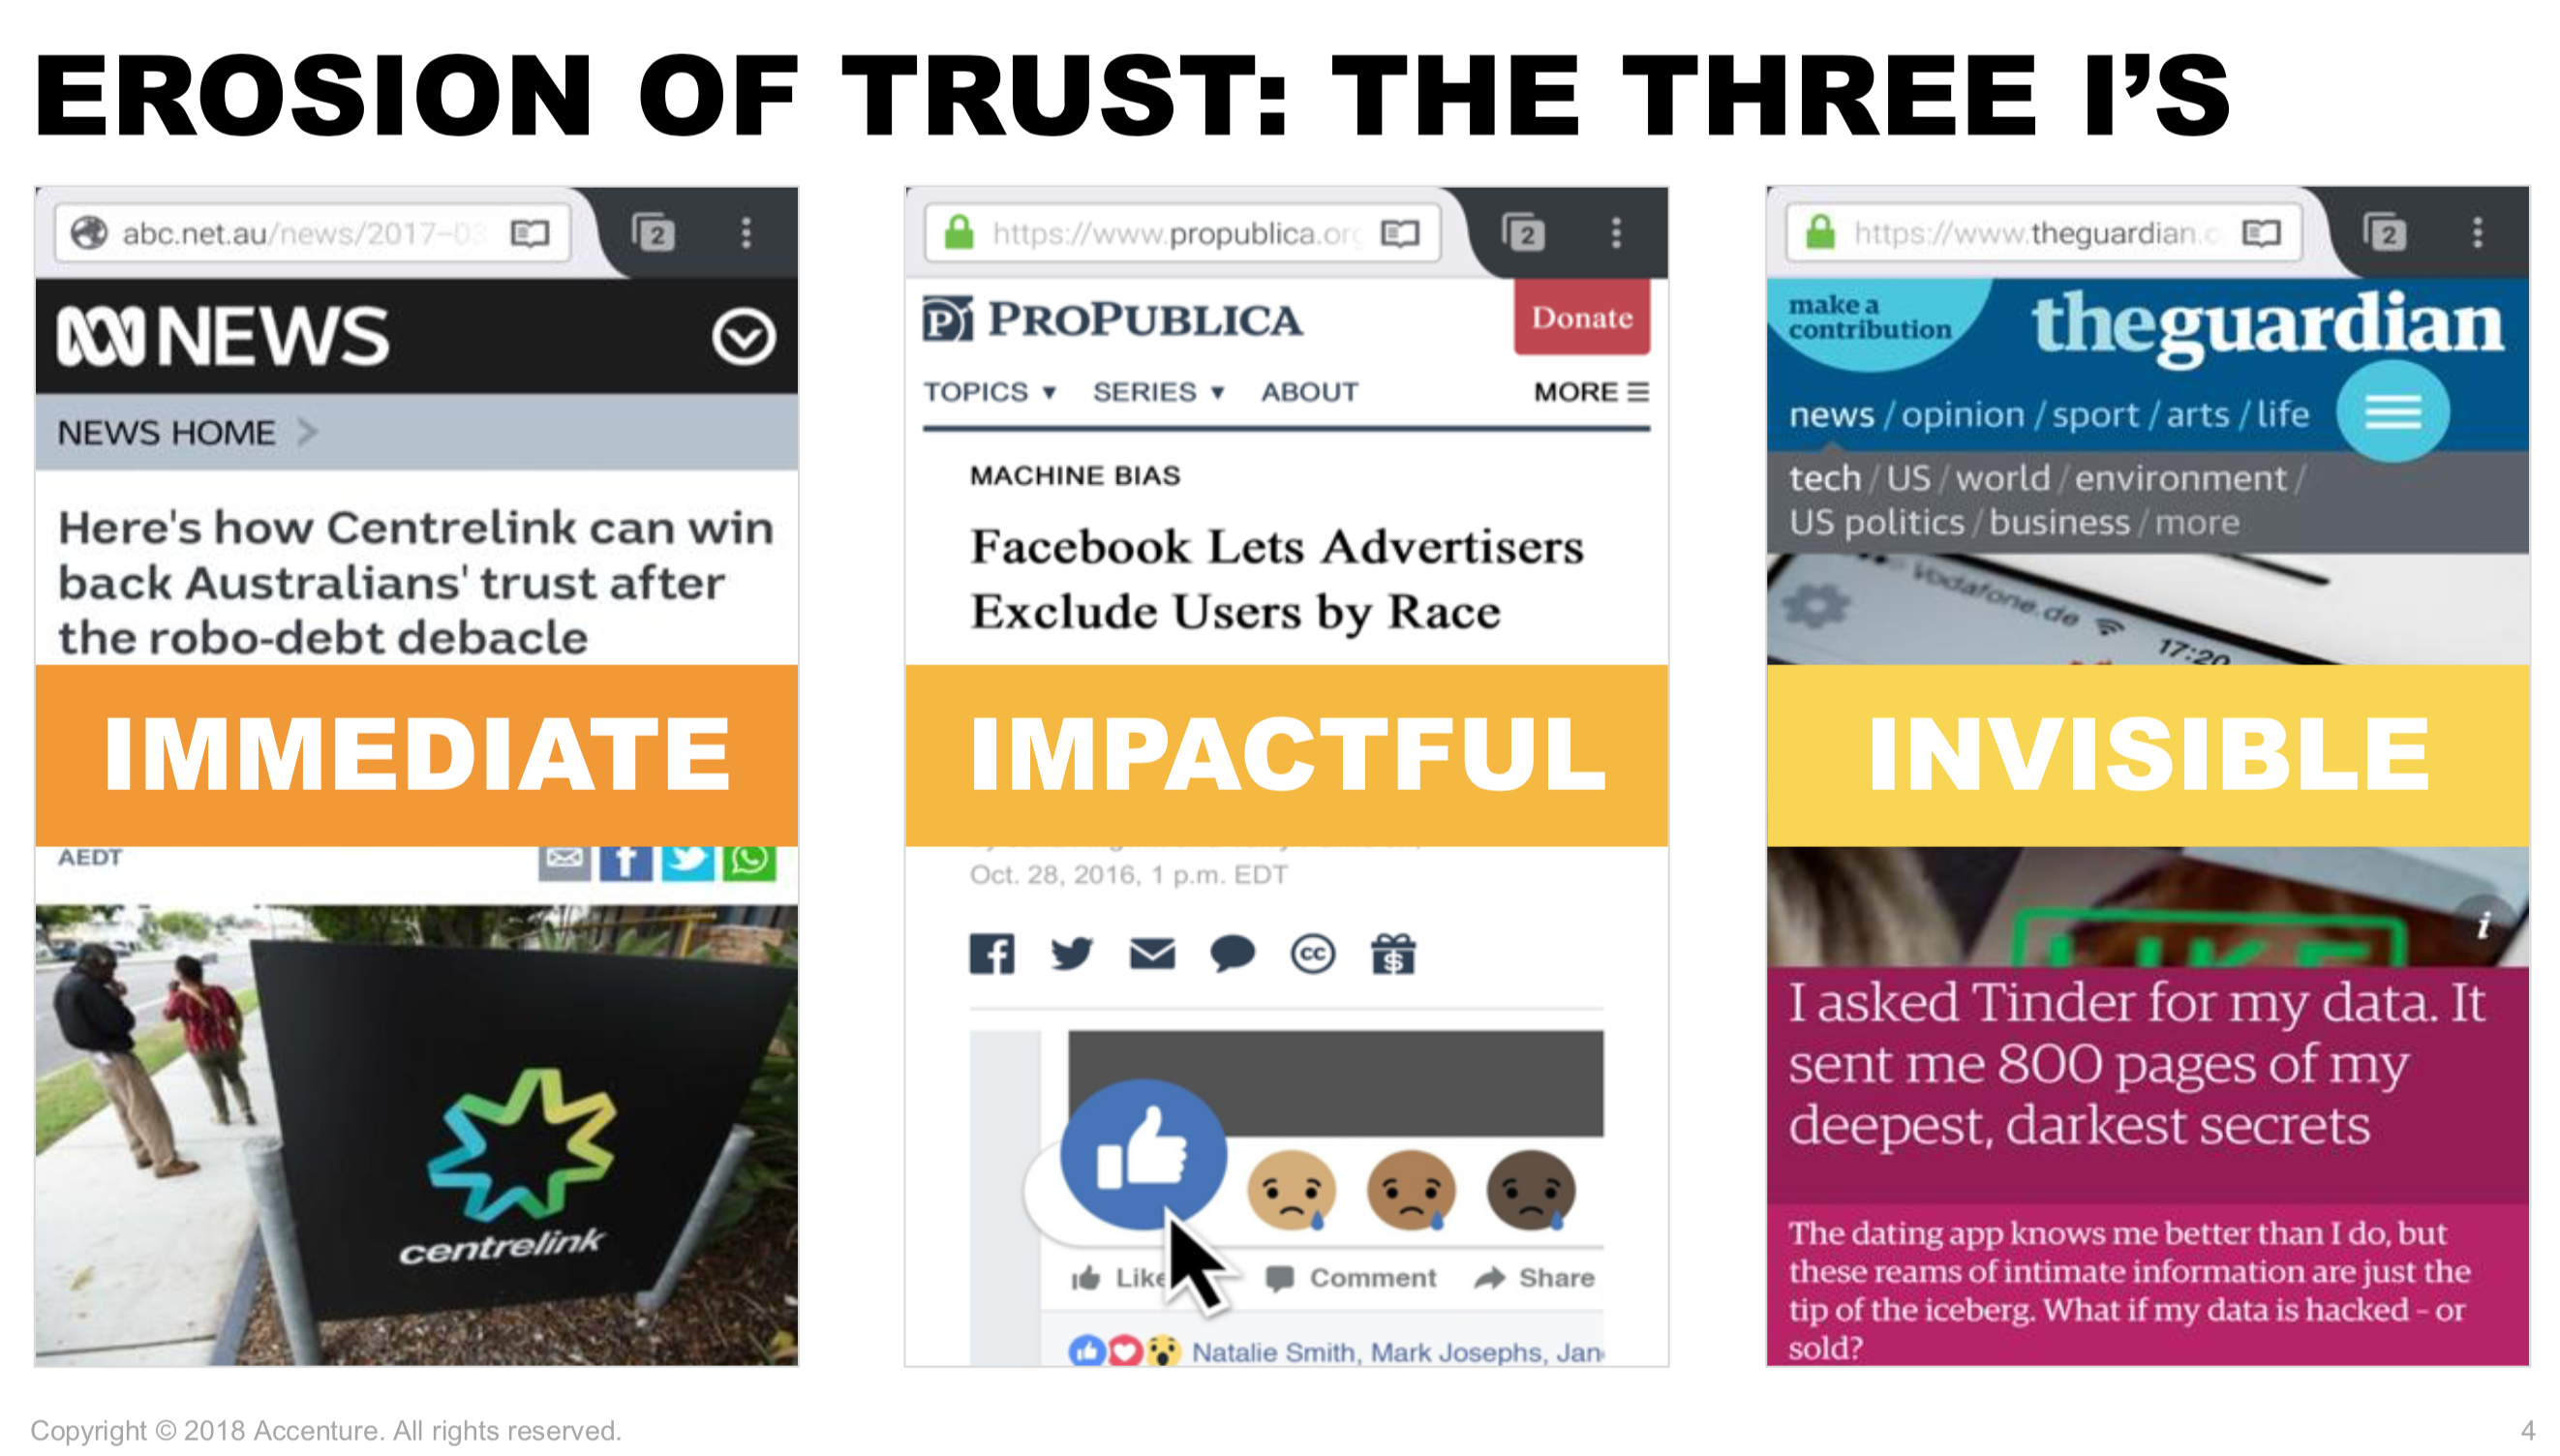 EROSION OF TRUST: THE THREE I'S
abc.net.au/news/2017-03
2
NEWS
NEWS HOME >
Here's how Centrelink can win
back Australians' trust after
the robo-debt debacle
IMMEDIATE
AEDT
centrelink
https://www.propublica.org
2
PROPUBLICA
Donate
TOPICS ▼ SERIES ▼ ABOUT MORE ☰
MACHINE BIAS
Facebook Lets Advertisers
Exclude Users by Race
IMPACTFUL
Oct. 28, 2016, 1 p.m. EDT
Like Comment Share
Natalie Smith, Mark Josephs, Jan
https://www.theguardian.c
2
make a
contribution
theguardian
news / opinion / sport / arts / life
tech / US / world / environment /
US politics / business / more
Vodafone.de
17:20
INVISIBLE
LIKE
I asked Tinder for my data. It
sent me 800 pages of my
deepest, darkest secrets
The dating app knows me better than I do, but
these reams of intimate information are just the
tip of the iceberg. What if my data is hacked – or
sold?
Copyright © 2018 Accenture. All rights reserved.
4